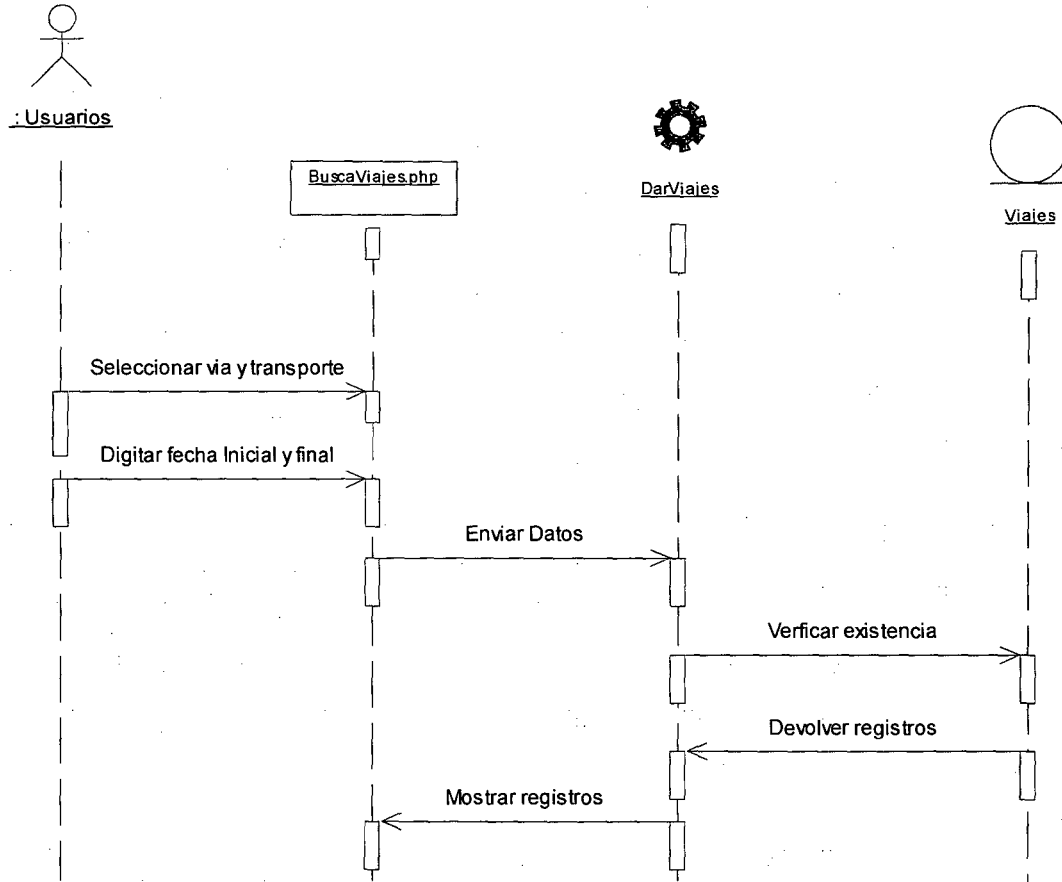 : Usuarios
BuscaViajes.php
DarViajes
Viajes
Seleccionar via y transporte
Digitar fecha Inicial y final
Enviar Datos
Verficar existencia
Devolver registros
Mostrar registros